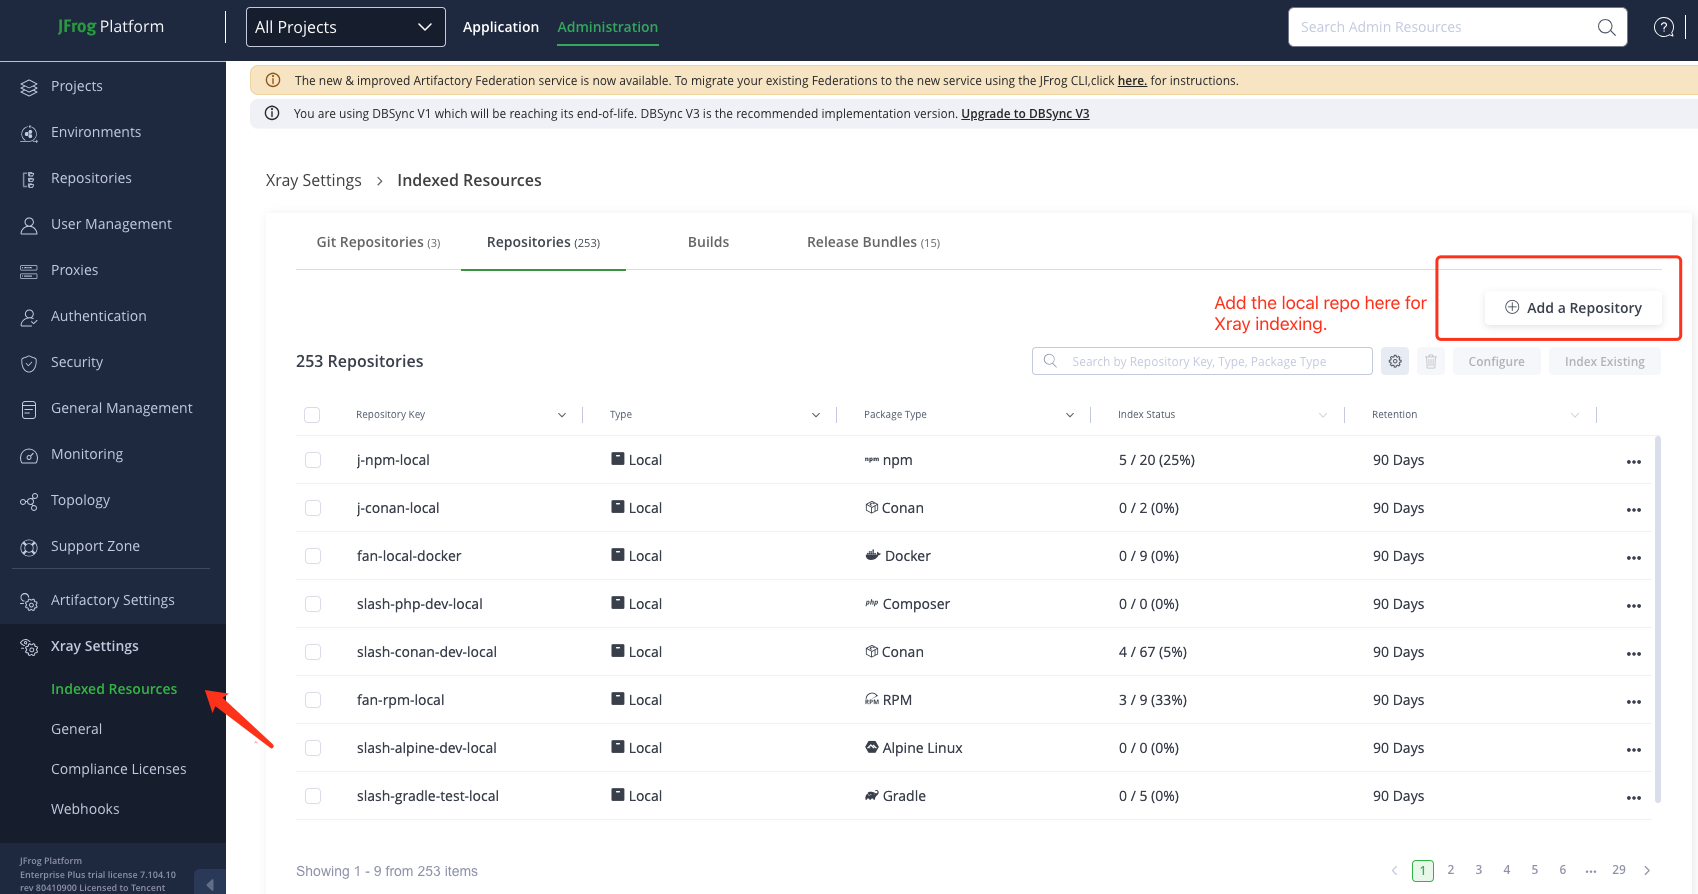 JFrog Platform
All Projects
Application
Administration
Search Admin Resources
Projects
Environments
Repositories
User Management
Proxies
Authentication
Security
General Management
Monitoring
Topology
Support Zone
Artifactory Settings
Xray Settings
Indexed Resources
General
Compliance Licenses
Webhooks
JFrog Platform
Enterprise Plus trial license 7.104.10
rev 80410900 Licensed to Tencent
The new & improved Artifactory Federation service is now available. To migrate your existing Federations to the new service using the JFrog CLI,click here. for instructions.
You are using DBSync V1 which will be reaching its end-of-life. DBSync V3 is the recommended implementation version. Upgrade to DBSync V3
Xray Settings > Indexed Resources
Git Repositories (3)
Repositories (253)
Builds
Release Bundles (15)
Add the local repo here for
Xray indexing.
Add a Repository
253 Repositories
Search by Repository Key, Type, Package Type
Configure
Index Existing
Repository Key Type Package Type Index Status Retention
j-npm-local Local npm npm 5 / 20 (25%) 90 Days
j-conan-local Local Conan 0 / 2 (0%) 90 Days
fan-local-docker Local Docker 0 / 9 (0%) 90 Days
slash-php-dev-local Local php Composer 0 / 0 (0%) 90 Days
slash-conan-dev-local Local Conan 4 / 67 (5%) 90 Days
fan-rpm-local Local RPM RPM 3 / 9 (33%) 90 Days
slash-alpine-dev-local Local Alpine Linux 0 / 0 (0%) 90 Days
slash-gradle-test-local Local Gradle 0 / 5 (0%) 90 Days
Showing 1 - 9 from 253 items
1 2 3 4 5 6 ... 29